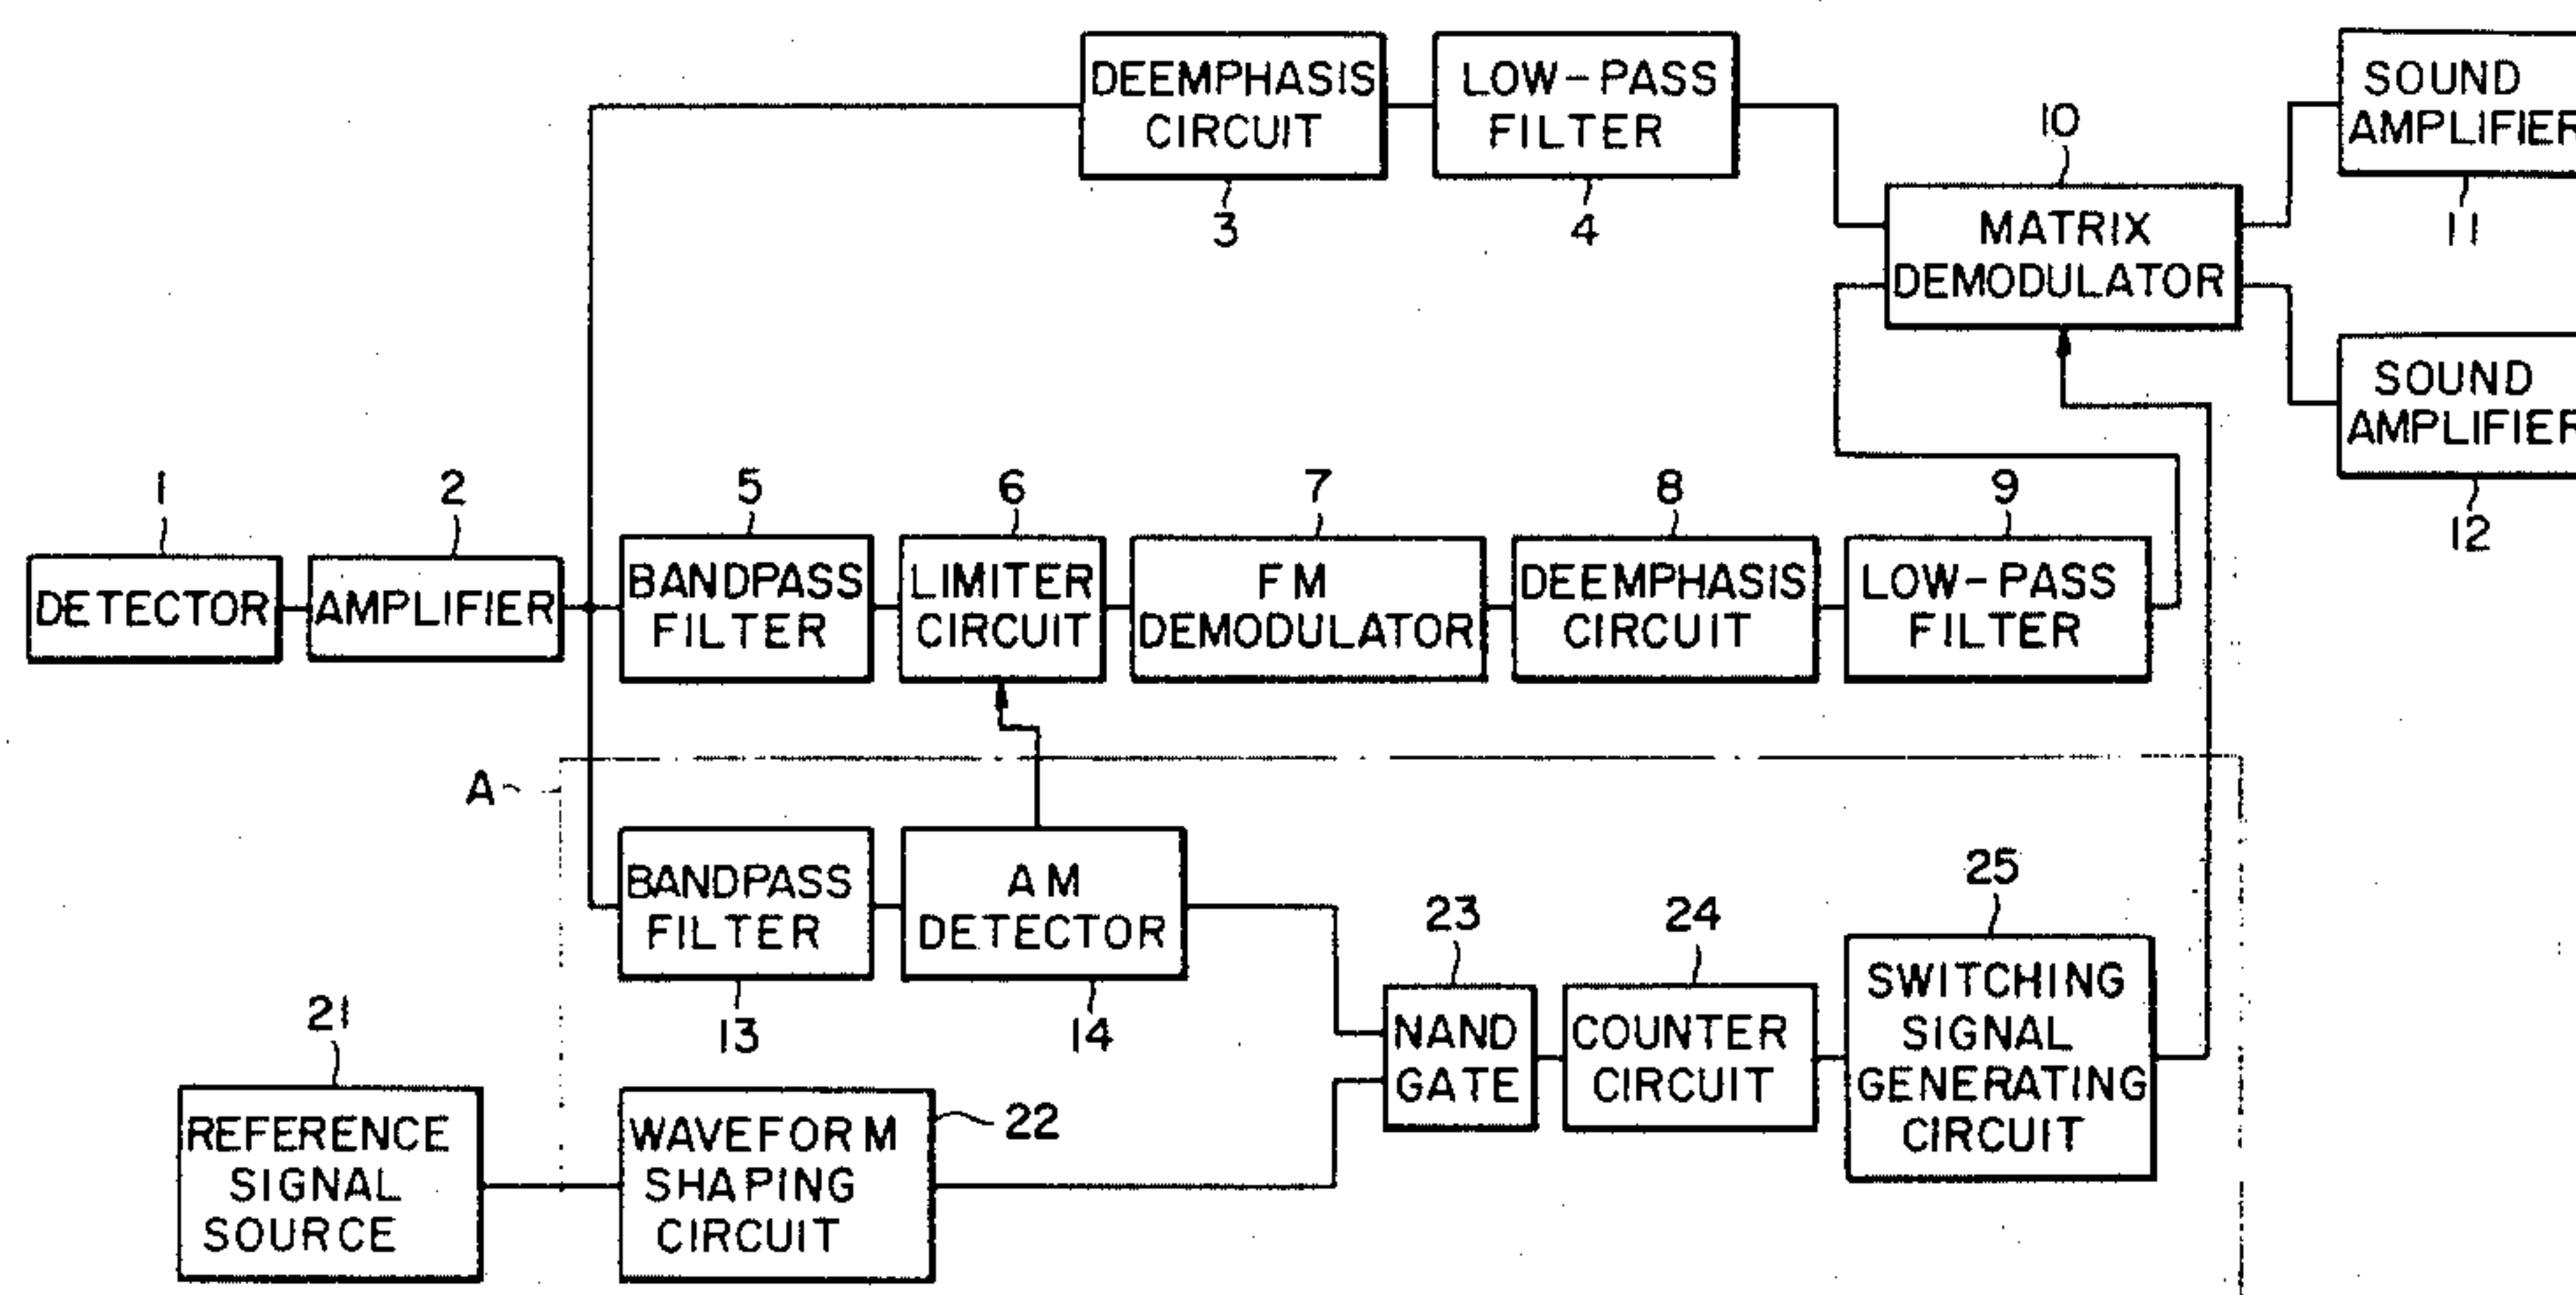 DEEMPHASIS
CIRCUIT
3
LOW-PASS
FILTER
4
10
MATRIX
DEMODULATOR
SOUND
AMPLIFIER
11
SOUND
AMPLIFIER
12
1
DETECTOR
2
AMPLIFIER
5
BANDPASS
FILTER
6
LIMITER
CIRCUIT
7
FM
DEMODULATOR
8
DEEMPHASIS
CIRCUIT
9
LOW-PASS
FILTER
A
BANDPASS
FILTER
13
AM
DETECTOR
14
23
NAND
GATE
24
COUNTER
CIRCUIT
25
SWITCHING
SIGNAL
GENERATING
CIRCUIT
21
REFERENCE
SIGNAL
SOURCE
WAVEFORM
SHAPING
CIRCUIT
22